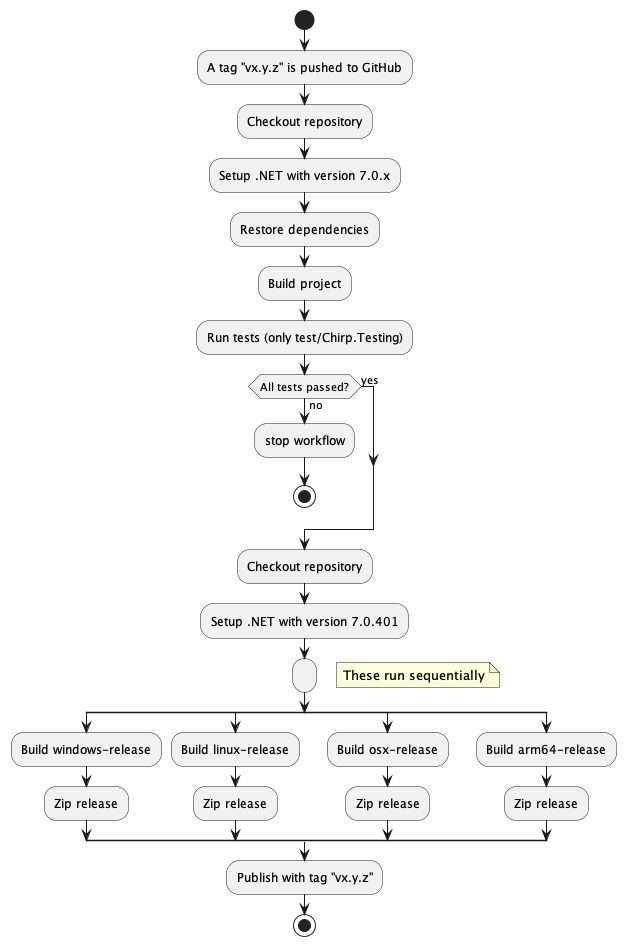 A tag "vx.y.z" is pushed to GitHub
Checkout repository
Setup .NET with version 7.0.x
Restore dependencies
Build project
Run tests (only test/Chirp.Testing)
All tests passed?
yes
no
stop workflow
Checkout repository
Setup .NET with version 7.0.401
These run sequentially
Build windows-release
Build linux-release
Build osx-release
Build arm64-release
Zip release
Zip release
Zip release
Zip release
Publish with tag "vx.y.z"